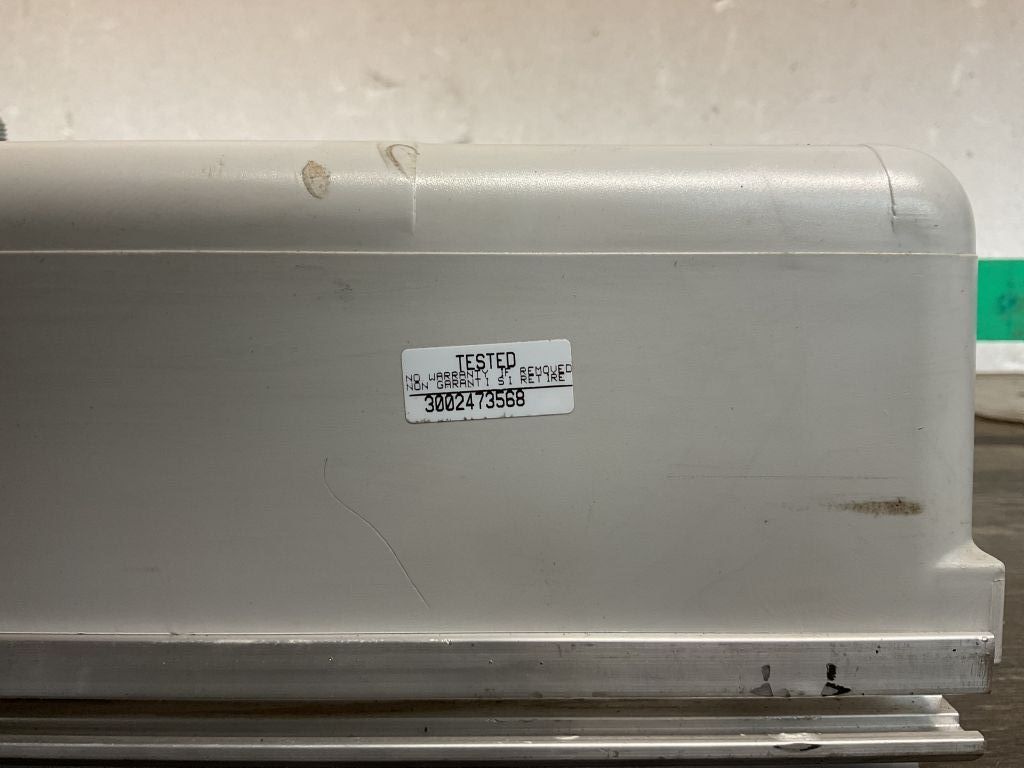 TESTED
NO WARRANTY IF REMOVED
NON GARANTI SI RETIRE
3002473568